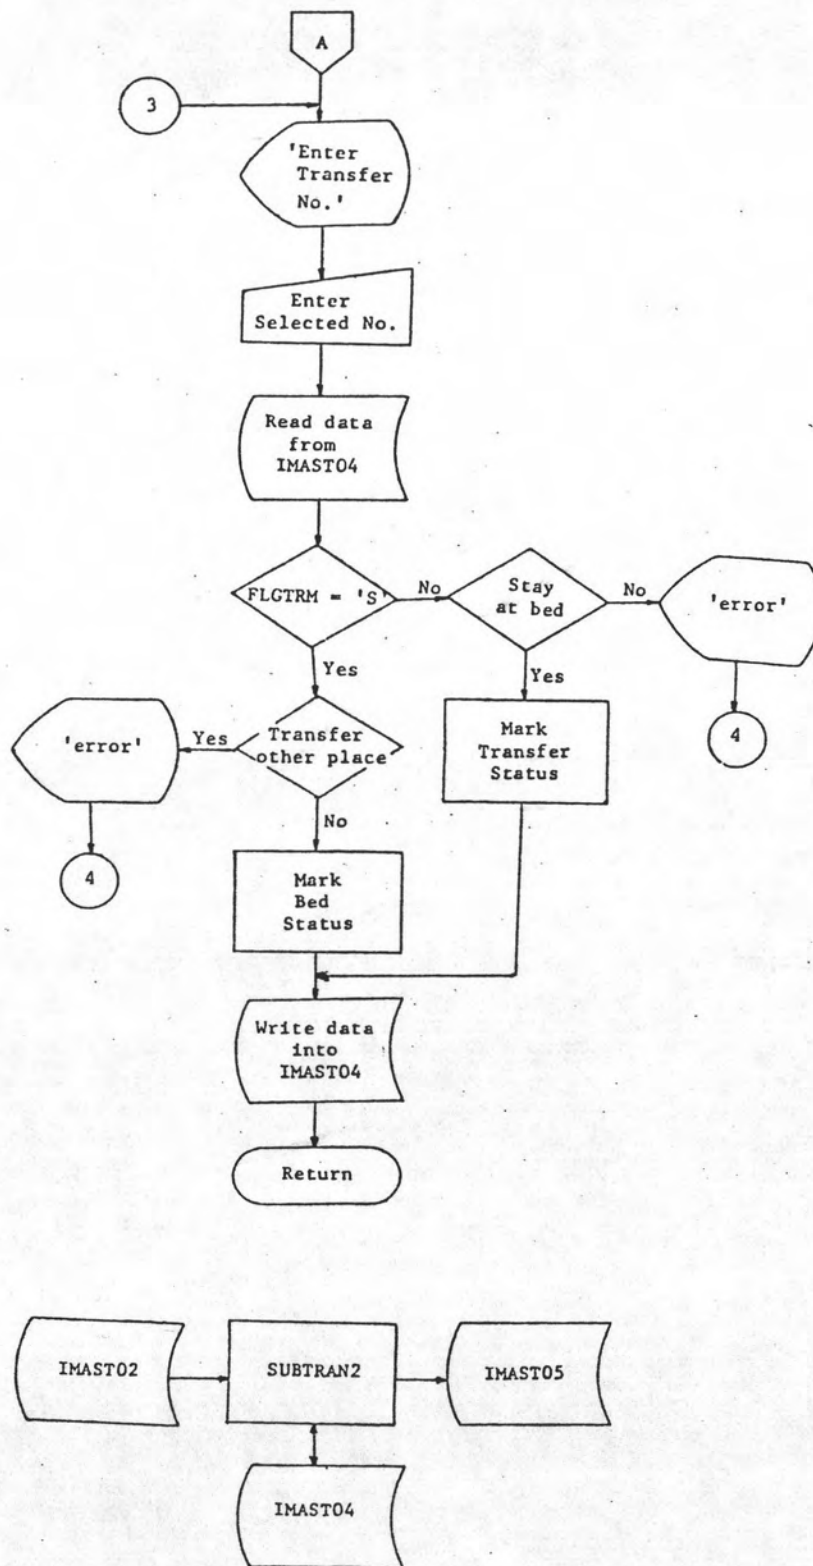 A
3
'Enter
Transfer
No.'
Enter
Selected No.
Read data
from
IMAST04
FLGTRM = 'S'
No
Stay
at bed
No
'error'
Yes
Yes
4
'error'
Yes
Transfer
other place
Mark
Transfer
Status
No
4
Mark
Bed
Status
Write data
into
IMAST04
Return
IMAST02
SUBTRAN2
IMAST05
IMAST04